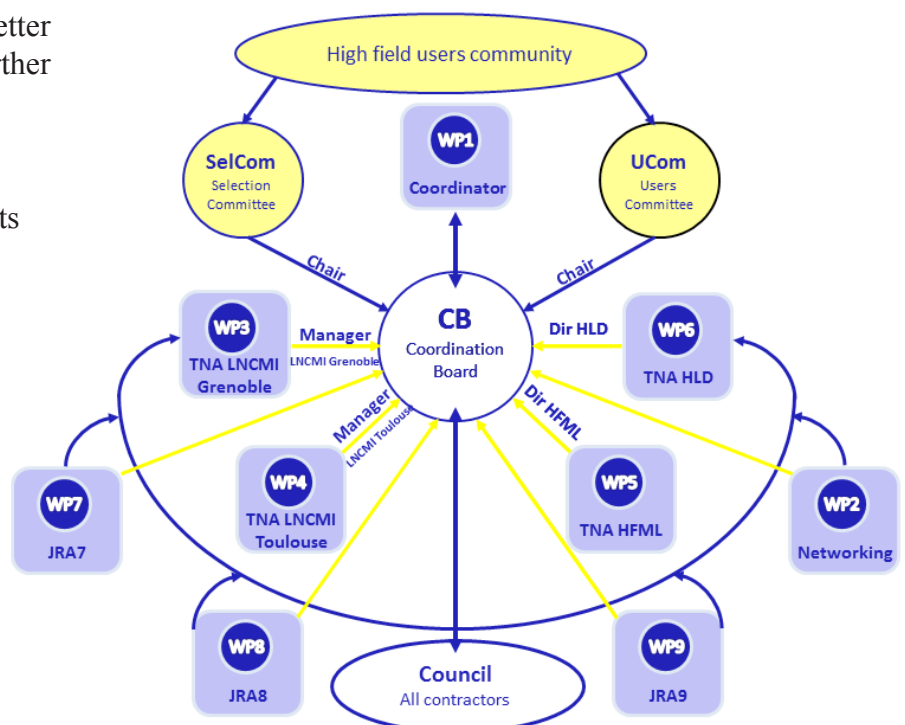 etter
rther
ts
High field users community
SelCom
Selection
Committee
WP1
Coordinator
UCom
Users
Committee
Chair
Chair
WP3
TNA LNCMI
Grenoble
Manager
LNCMI Grenoble
CB
Coordination
Board
Dir HLD
WP6
TNA HLD
Manager
LNCMI Toulouse
Dir HFML
WP7
JRA7
WP4
TNA LNCMI
Toulouse
WP5
TNA HFML
WP2
Networking
WP8
JRA8
Council
All contractors
WP9
JRA9